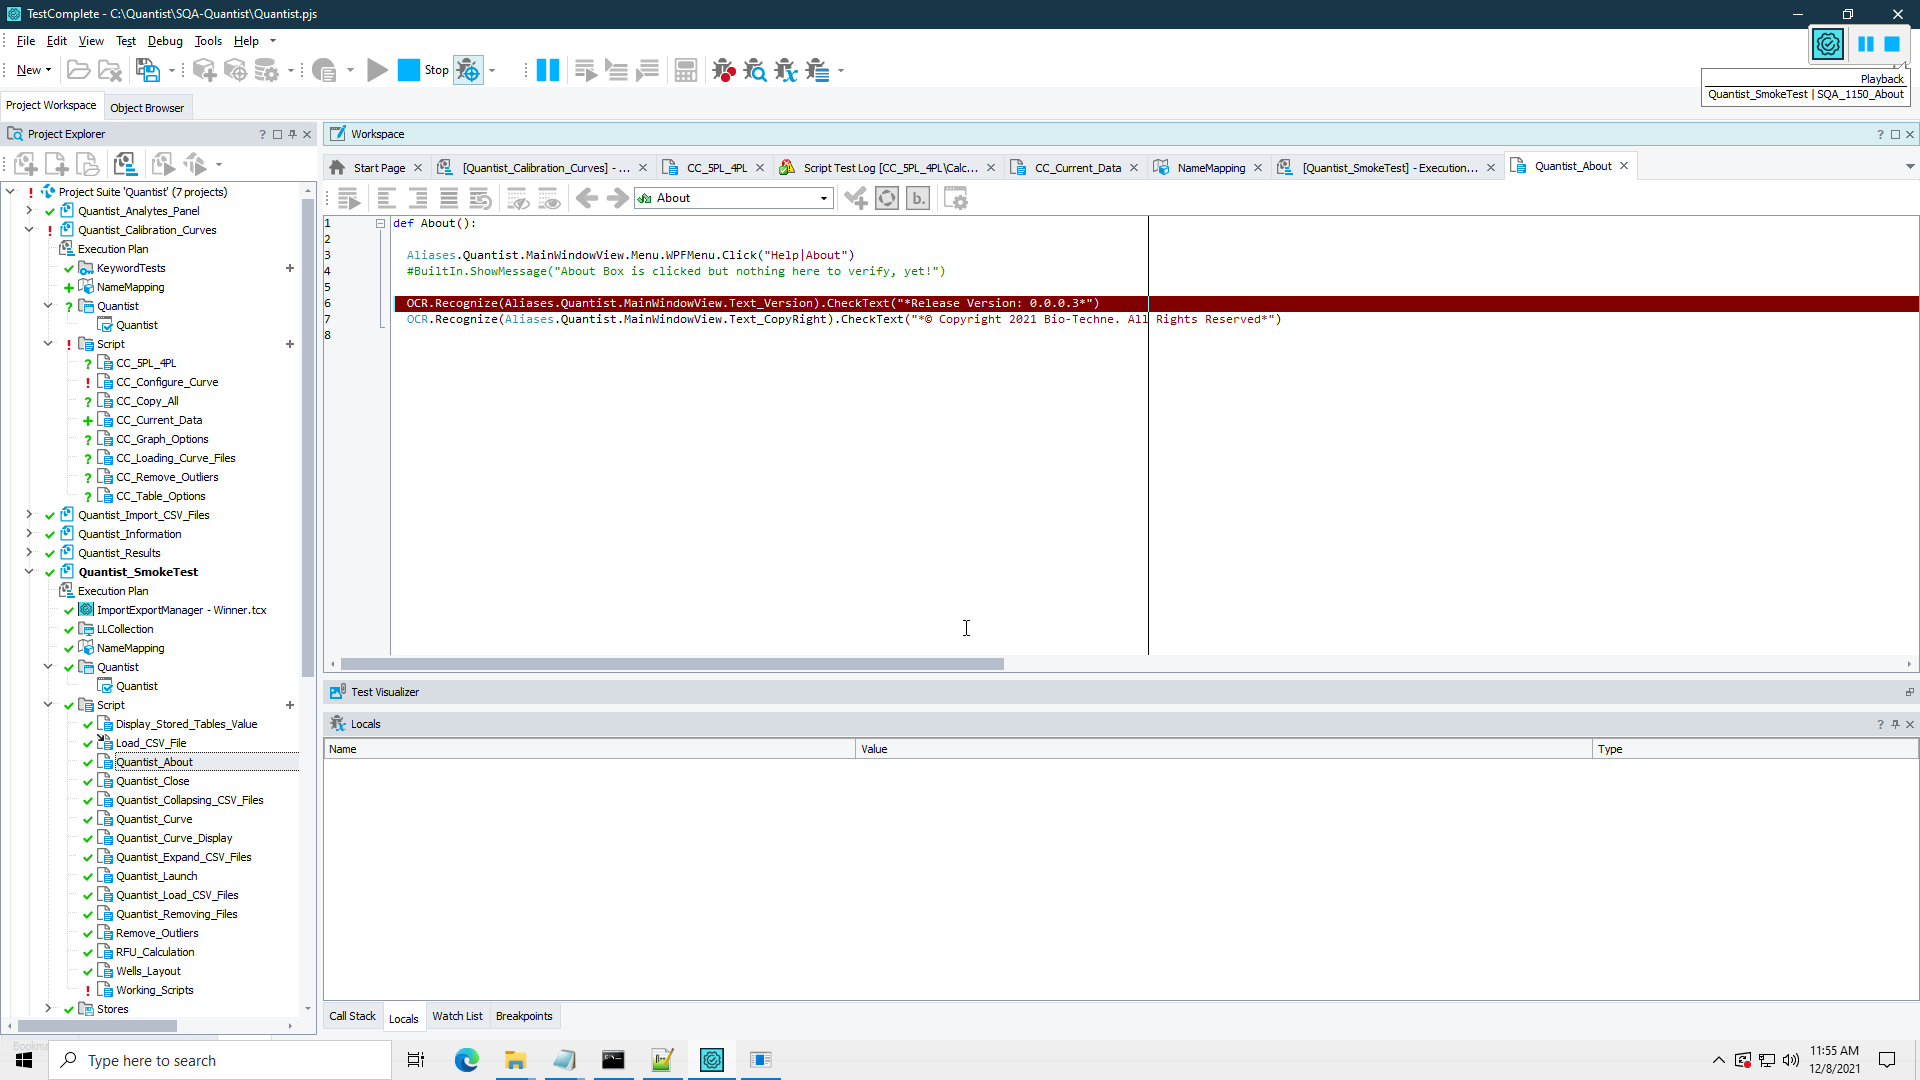 TestComplete - C:\Quantist\SQA-Quantist\Quantist.pjs
File Edit View Test Debug Tools Help
New
Stop
Playback
Quantist_SmokeTest | SQA_1150_About
Project Workspace
Object Browser
Project Explorer
Workspace
Start Page
[Quantist_Calibration_Curves] - ...
CC_5PL_4PL
Script Test Log [CC_5PL_4PL\Calc...
CC_Current_Data
NameMapping
[Quantist_SmokeTest] - Execution...
Quantist_About
About
b.
Project Suite 'Quantist' (7 projects)
Quantist_Analytes_Panel
Quantist_Calibration_Curves
Execution Plan
KeywordTests
NameMapping
Quantist
Quantist
Script
CC_5PL_4PL
CC_Configure_Curve
CC_Copy_All
CC_Current_Data
CC_Graph_Options
CC_Loading_Curve_Files
CC_Remove_Outliers
CC_Table_Options
Quantist_Import_CSV_Files
Quantist_Information
Quantist_Results
Quantist_SmokeTest
Execution Plan
ImportExportManager - Winner.tcx
LLCollection
NameMapping
Quantist
Quantist
Script
Display_Stored_Tables_Value
Load_CSV_File
Quantist_About
Quantist_Close
Quantist_Collapsing_CSV_Files
Quantist_Curve
Quantist_Curve_Display
Quantist_Expand_CSV_Files
Quantist_Launch
Quantist_Load_CSV_Files
Quantist_Removing_Files
Remove_Outliers
RFU_Calculation
Wells_Layout
Working_Scripts
Stores
1 def About():
2
3 Aliases.Quantist.MainWindowView.Menu.WPFMenu.Click("Help|About")
4 #BuiltIn.ShowMessage("About Box is clicked but nothing here to verify, yet!")
5
6 OCR.Recognize(Aliases.Quantist.MainWindowView.Text_Version).CheckText("*Release Version: 0.0.0.3*")
7 OCR.Recognize(Aliases.Quantist.MainWindowView.Text_CopyRight).CheckText("*© Copyright 2021 Bio-Techne. All Rights Reserved*")
8
Test Visualizer
Locals
Name Value Type
Call Stack Locals Watch List Breakpoints
Type here to search
11:55 AM
12/8/2021